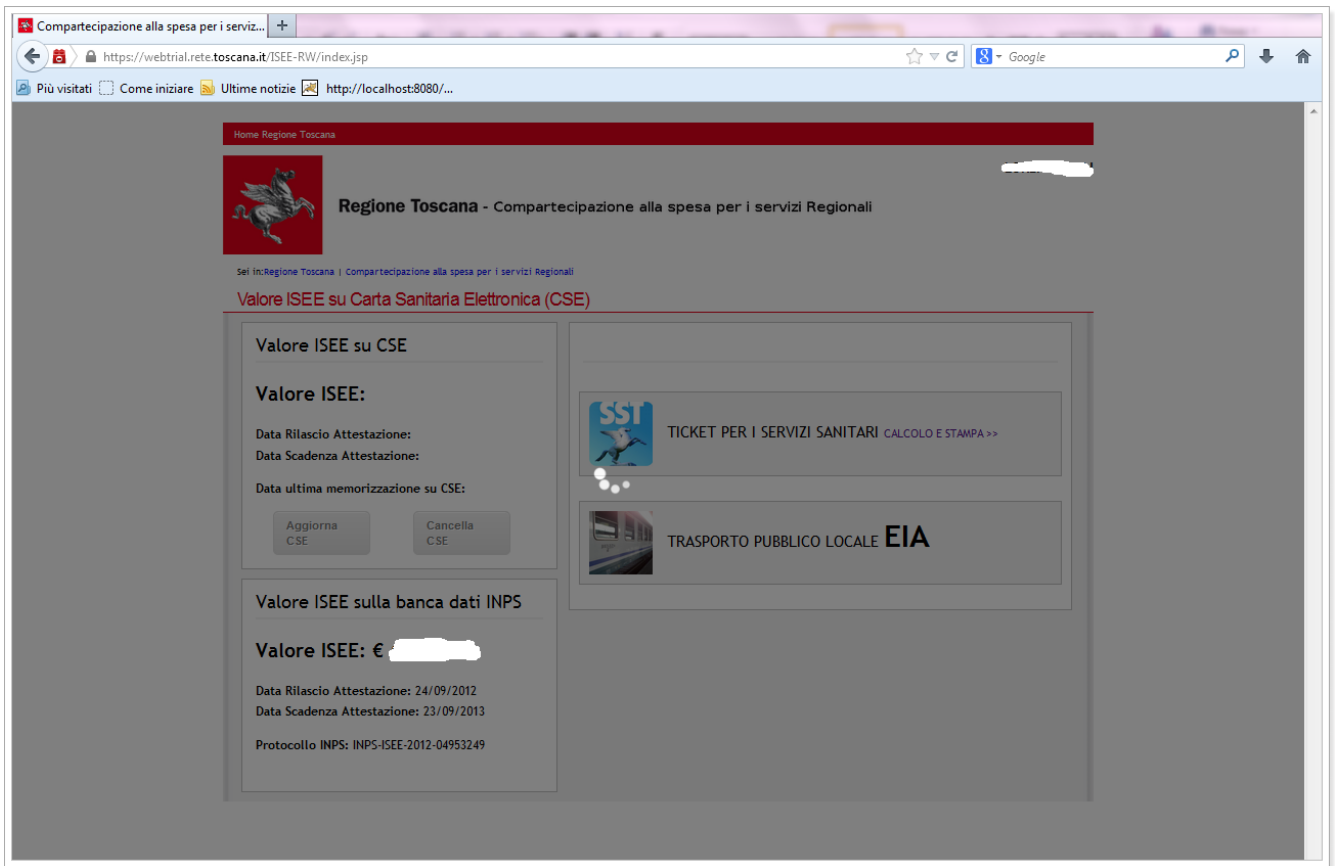 Compartecipazione alla spesa per i serviz...
https://webtrial.rete.toscana.it/ISEE-RW/index.jsp
Google
Più visitati Come iniziare Ultime notizie http://localhost:8080/...
Home Regione Toscana
Regione Toscana - Compartecipazione alla spesa per i servizi Regionali
Sei in:Regione Toscana | Compartecipazione alla spesa per i servizi Regionali
Valore ISEE su Carta Sanitaria Elettronica (CSE)
Valore ISEE su CSE
Valore ISEE:
Data Rilascio Attestazione:
Data Scadenza Attestazione:
Data ultima memorizzazione su CSE:
Aggiorna CSE
Cancella CSE
Valore ISEE sulla banca dati INPS
Valore ISEE: €
Data Rilascio Attestazione: 24/09/2012
Data Scadenza Attestazione: 23/09/2013
Protocollo INPS: INPS-ISEE-2012-04953249
SST
TICKET PER I SERVIZI SANITARI CALCOLO E STAMPA >>
TRASPORTO PUBBLICO LOCALE EIA